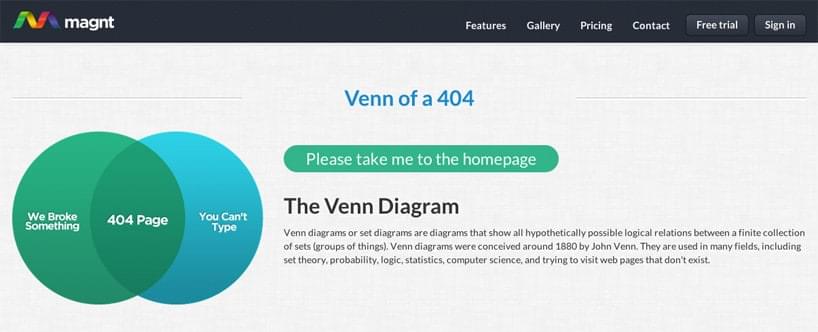 magnt
Features Gallery Pricing Contact Free trial Sign in
Venn of a 404
We Broke
Something
404 Page
You Can't
Type
Please take me to the homepage
The Venn Diagram
Venn diagrams or set diagrams are diagrams that show all hypothetically possible logical relations between a finite collection
of sets (groups of things). Venn diagrams were conceived around 1880 by John Venn. They are used in many fields, including
set theory, probability, logic, statistics, computer science, and trying to visit web pages that don't exist.